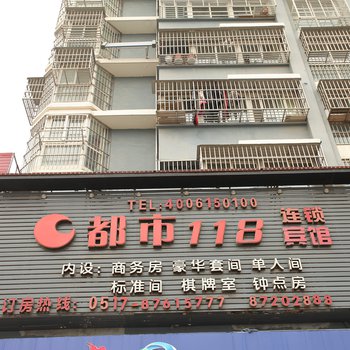 TEL:4006150100
都市118 连锁宾馆
内设：商务房 豪华套间 单人间
标准间 棋牌室 钟点房
订房热线：0517-87615777 87202888